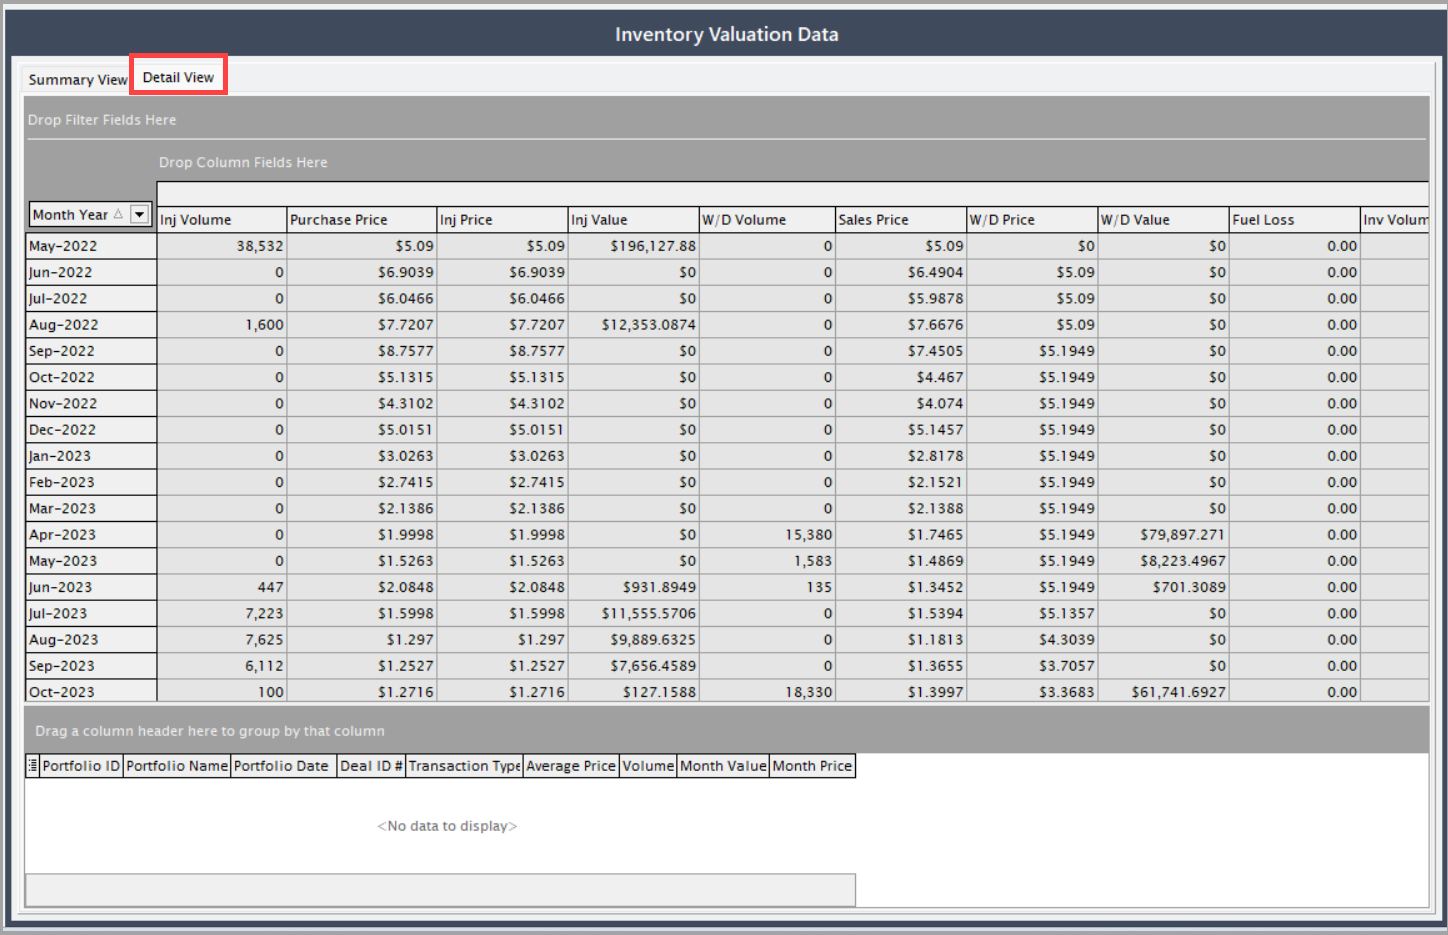 Inventory Valuation Data
Summary View Detail View
Drop Filter Fields Here
Drop Column Fields Here
Month Year Inj Volume Purchase Price Inj Price Inj Value W/D Volume Sales Price W/D Price W/D Value Fuel Loss Inv Volum
May-2022 38,532 $5.09 $5.09 $196,127.88 0 $5.09 $0 $0 0.00
Jun-2022 0 $6.9039 $6.9039 $0 0 $6.4904 $5.09 $0 0.00
Jul-2022 0 $6.0466 $6.0466 $0 0 $5.9878 $5.09 $0 0.00
Aug-2022 1,600 $7.7207 $7.7207 $12,353.0874 0 $7.6676 $5.09 $0 0.00
Sep-2022 0 $8.7577 $8.7577 $0 0 $7.4505 $5.1949 $0 0.00
Oct-2022 0 $5.1315 $5.1315 $0 0 $4.467 $5.1949 $0 0.00
Nov-2022 0 $4.3102 $4.3102 $0 0 $4.074 $5.1949 $0 0.00
Dec-2022 0 $5.0151 $5.0151 $0 0 $5.1457 $5.1949 $0 0.00
Jan-2023 0 $3.0263 $3.0263 $0 0 $2.8178 $5.1949 $0 0.00
Feb-2023 0 $2.7415 $2.7415 $0 0 $2.1521 $5.1949 $0 0.00
Mar-2023 0 $2.1386 $2.1386 $0 0 $2.1388 $5.1949 $0 0.00
Apr-2023 0 $1.9998 $1.9998 $0 15,380 $1.7465 $5.1949 $79,897.271 0.00
May-2023 0 $1.5263 $1.5263 $0 1,583 $1.4869 $5.1949 $8,223.4967 0.00
Jun-2023 447 $2.0848 $2.0848 $931.8949 135 $1.3452 $5.1949 $701.3089 0.00
Jul-2023 7,223 $1.5998 $1.5998 $11,555.5706 0 $1.5394 $5.1357 $0 0.00
Aug-2023 7,625 $1.297 $1.297 $9,889.6325 0 $1.1813 $4.3039 $0 0.00
Sep-2023 6,112 $1.2527 $1.2527 $7,656.4589 0 $1.3655 $3.7057 $0 0.00
Oct-2023 100 $1.2716 $1.2716 $127.1588 18,330 $1.3997 $3.3683 $61,741.6927 0.00
Drag a column header here to group by that column
Portfolio ID Portfolio Name Portfolio Date Deal ID # Transaction Type Average Price Volume Month Value Month Price
<No data to display>